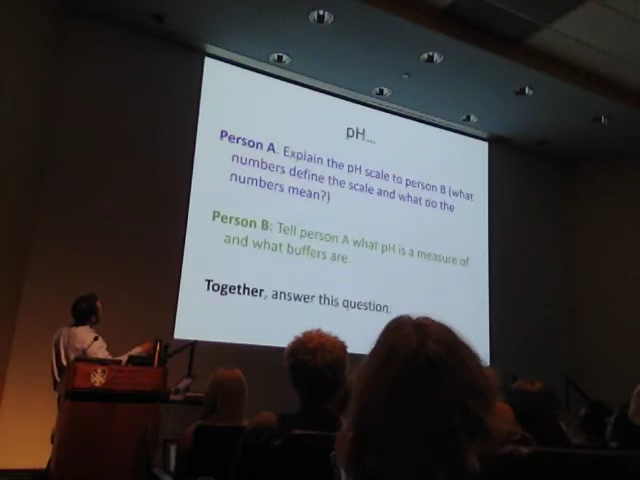 pH...
Person A: Explain the pH scale to person B (what
numbers define the scale and what do the
numbers mean?)
Person B: Tell person A what pH is a measure of
and what buffers are.
Together, answer this question: